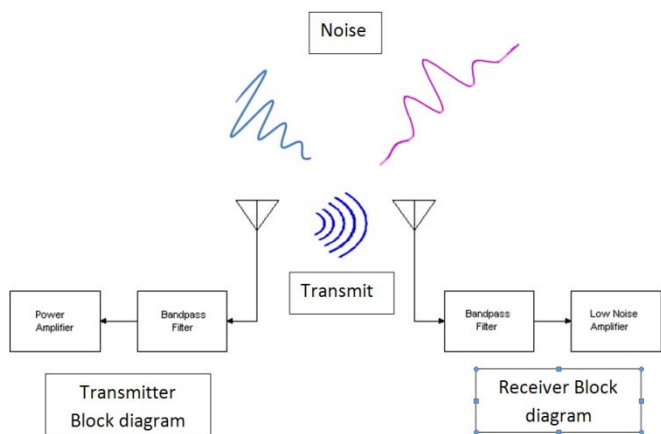 Noise
Transmit
Power
Amplifier
Bandpass
Filter
Bandpass
Filter
Low Noise
Amplifier
Transmitter
Block diagram
Receiver Block
diagram